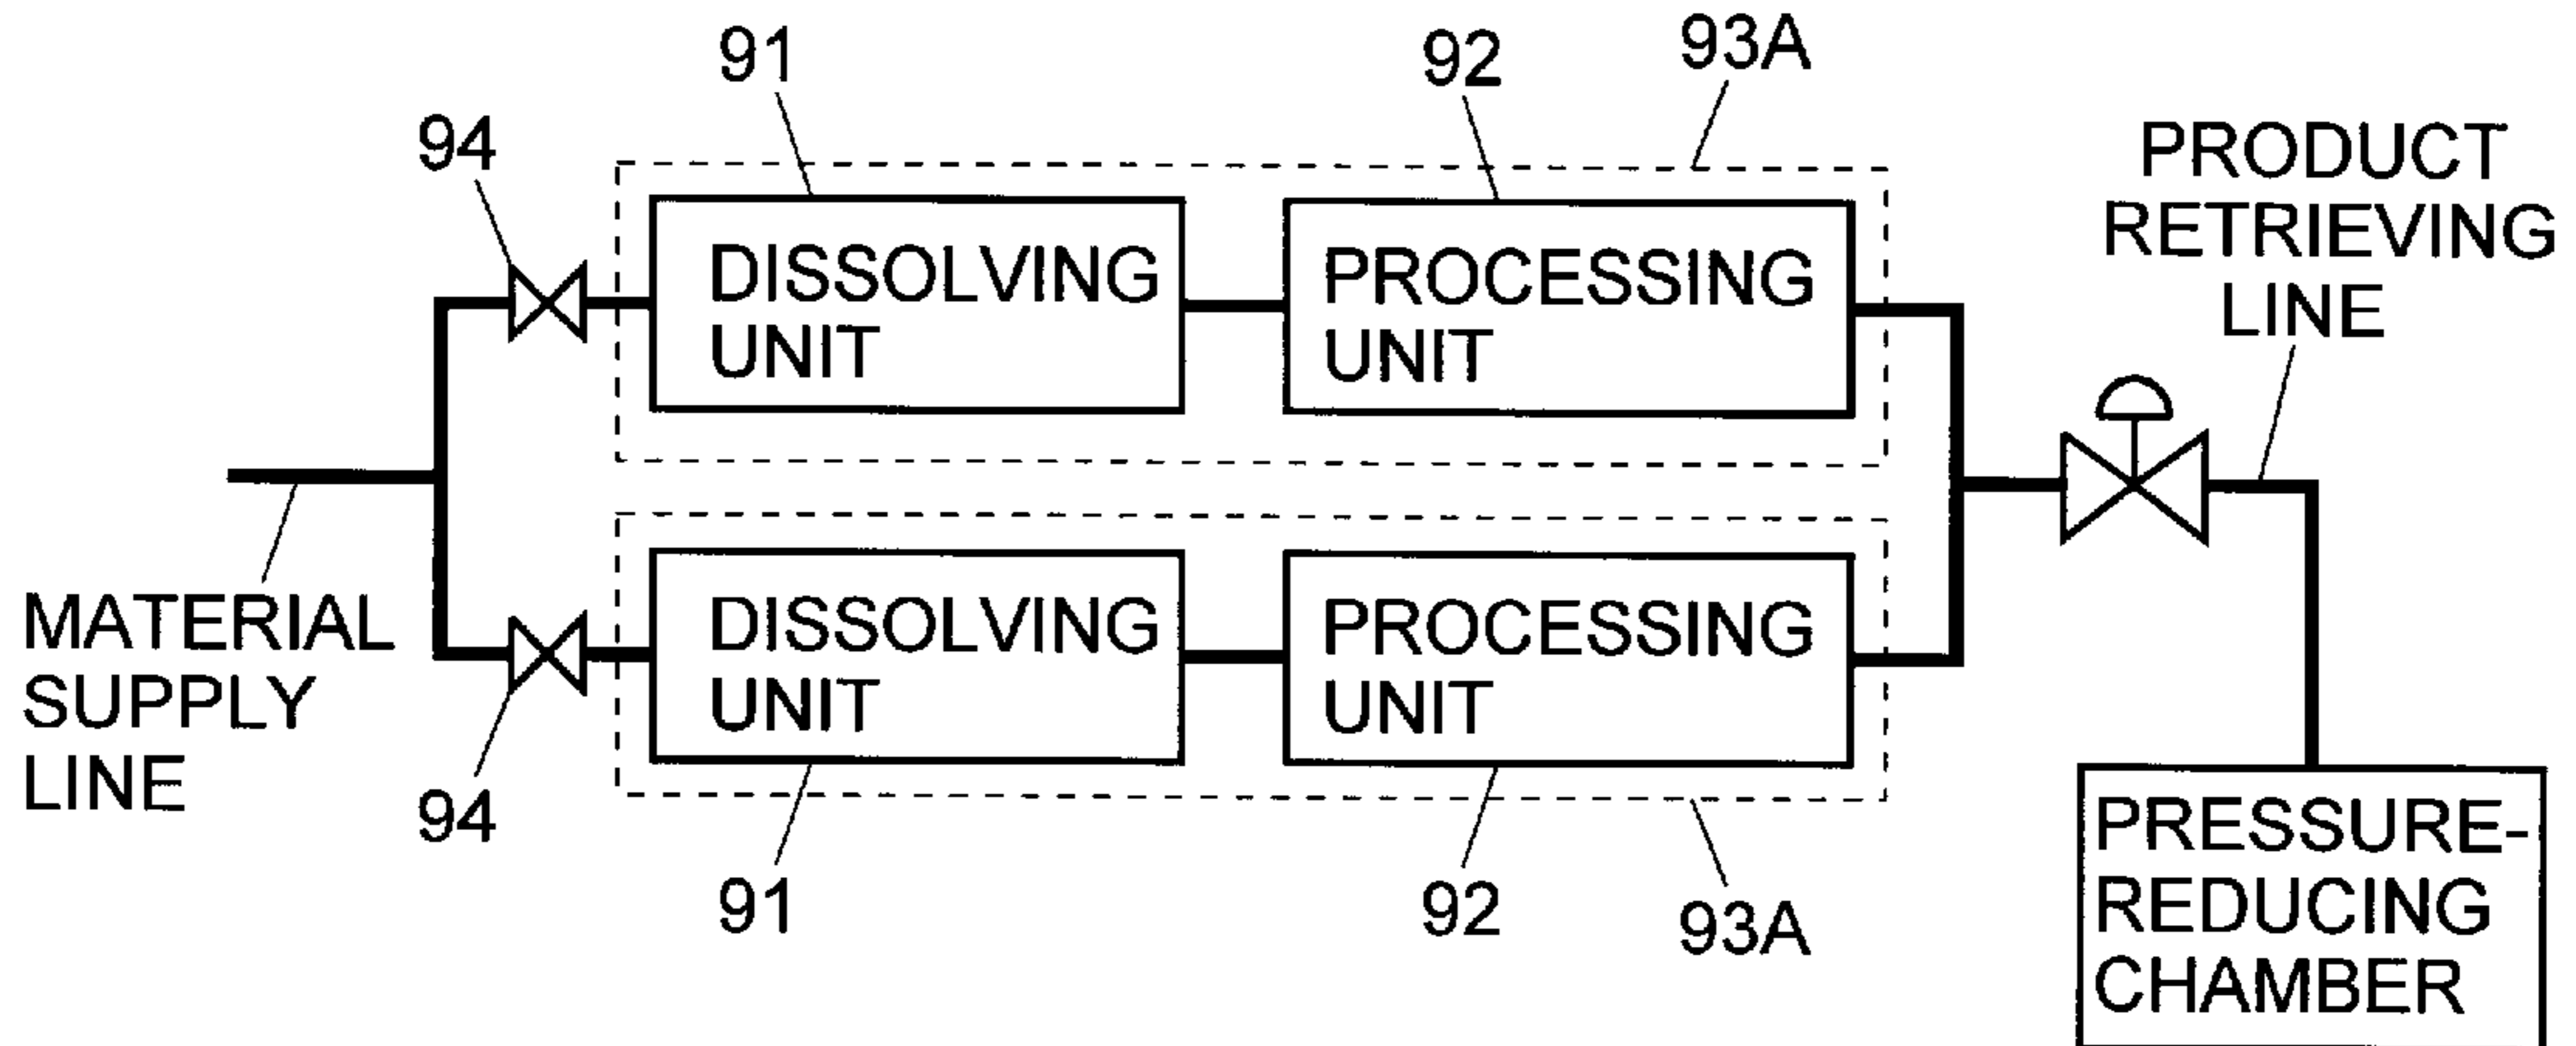 91
92
93A
94
PRODUCT
RETRIEVING
LINE
DISSOLVING
UNIT
PROCESSING
UNIT
MATERIAL
SUPPLY
LINE
DISSOLVING
UNIT
PROCESSING
UNIT
94
91
92
93A
PRESSURE-
REDUCING
CHAMBER